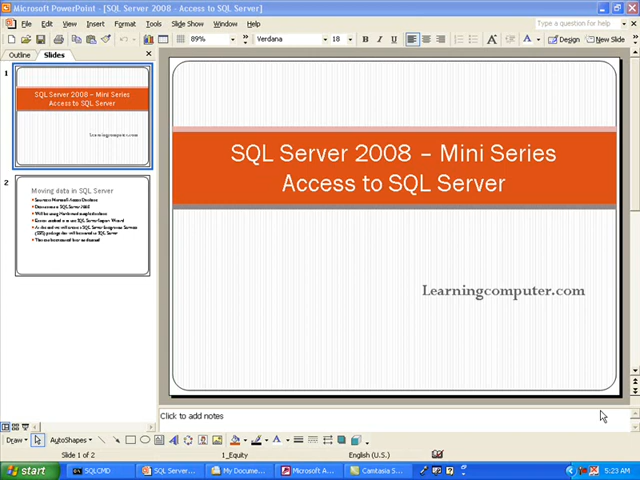 Microsoft PowerPoint - [SQL Server 2008 - Access to SQL Server]
File Edit View Insert Format Tools Slide Show Window Help
Type a question for help
89% Verdana 18 B I U Design New Slide
Outline Slides
1
SQL Server 2008 – Mini Series
Access to SQL Server
Learningcomputer.com
2
Moving data in SQL Server
SQL Server 2008 – Mini Series
Access to SQL Server
Learningcomputer.com
Click to add notes
Draw AutoShapes
Slide 1 of 2 1_Equity English (U.S.)
start SQLCMD SQL Server... My Docume... Microsoft A... Camtasia S... 5:23 AM